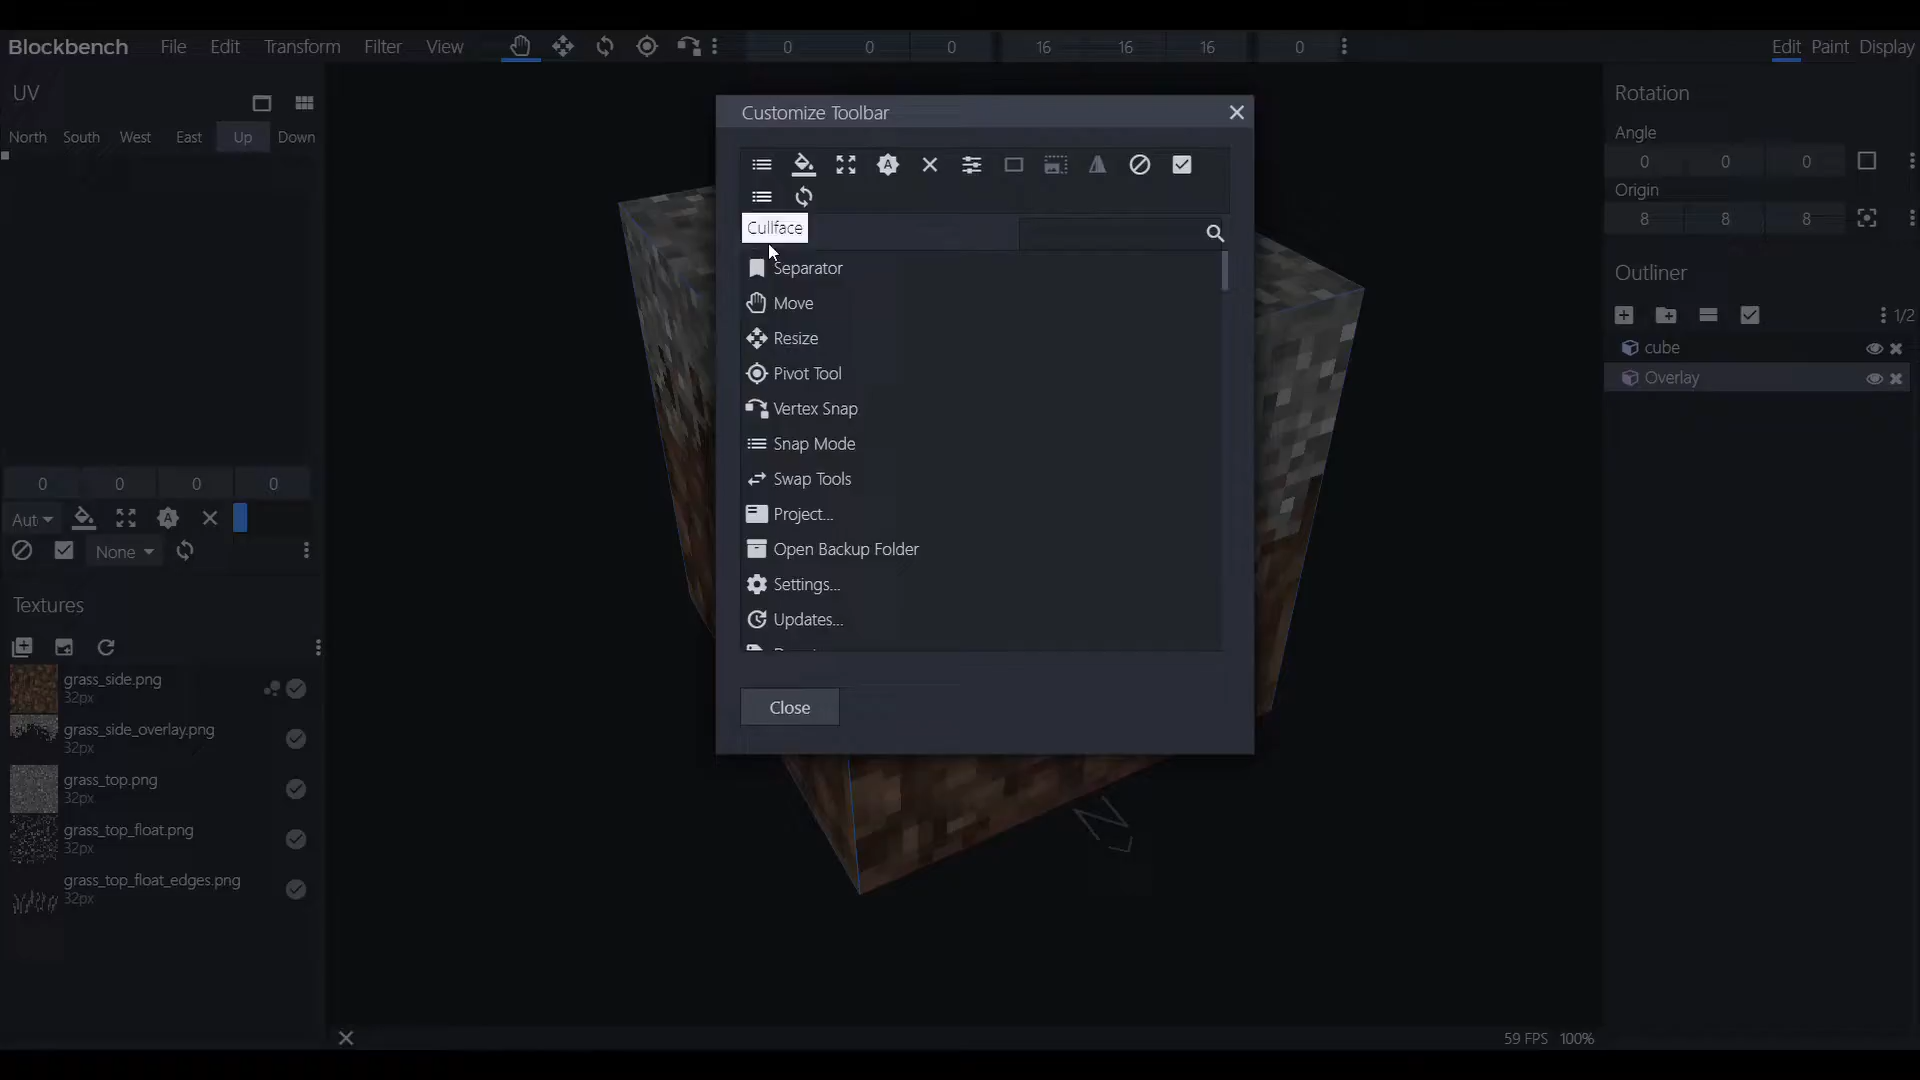 Blockbench File Edit Transform Filter View 0 0 0 16 16 16 0 Edit Paint Display
UV
North South West East Up Down
0 0 0 0
Aut
None
Textures
grass_side.png
32px
grass_side_overlay.png
32px
grass_top.png
32px
grass_top_float.png
32px
grass_top_float_edges.png
32px
Customize Toolbar
Cullface
Separator
Move
Resize
Pivot Tool
Vertex Snap
Snap Mode
Swap Tools
Project...
Open Backup Folder
Settings...
Updates...
Close
N
Rotation
Angle
0 0 0
Origin
8 8 8
Outliner
1/2
cube
Overlay
59 FPS 100%